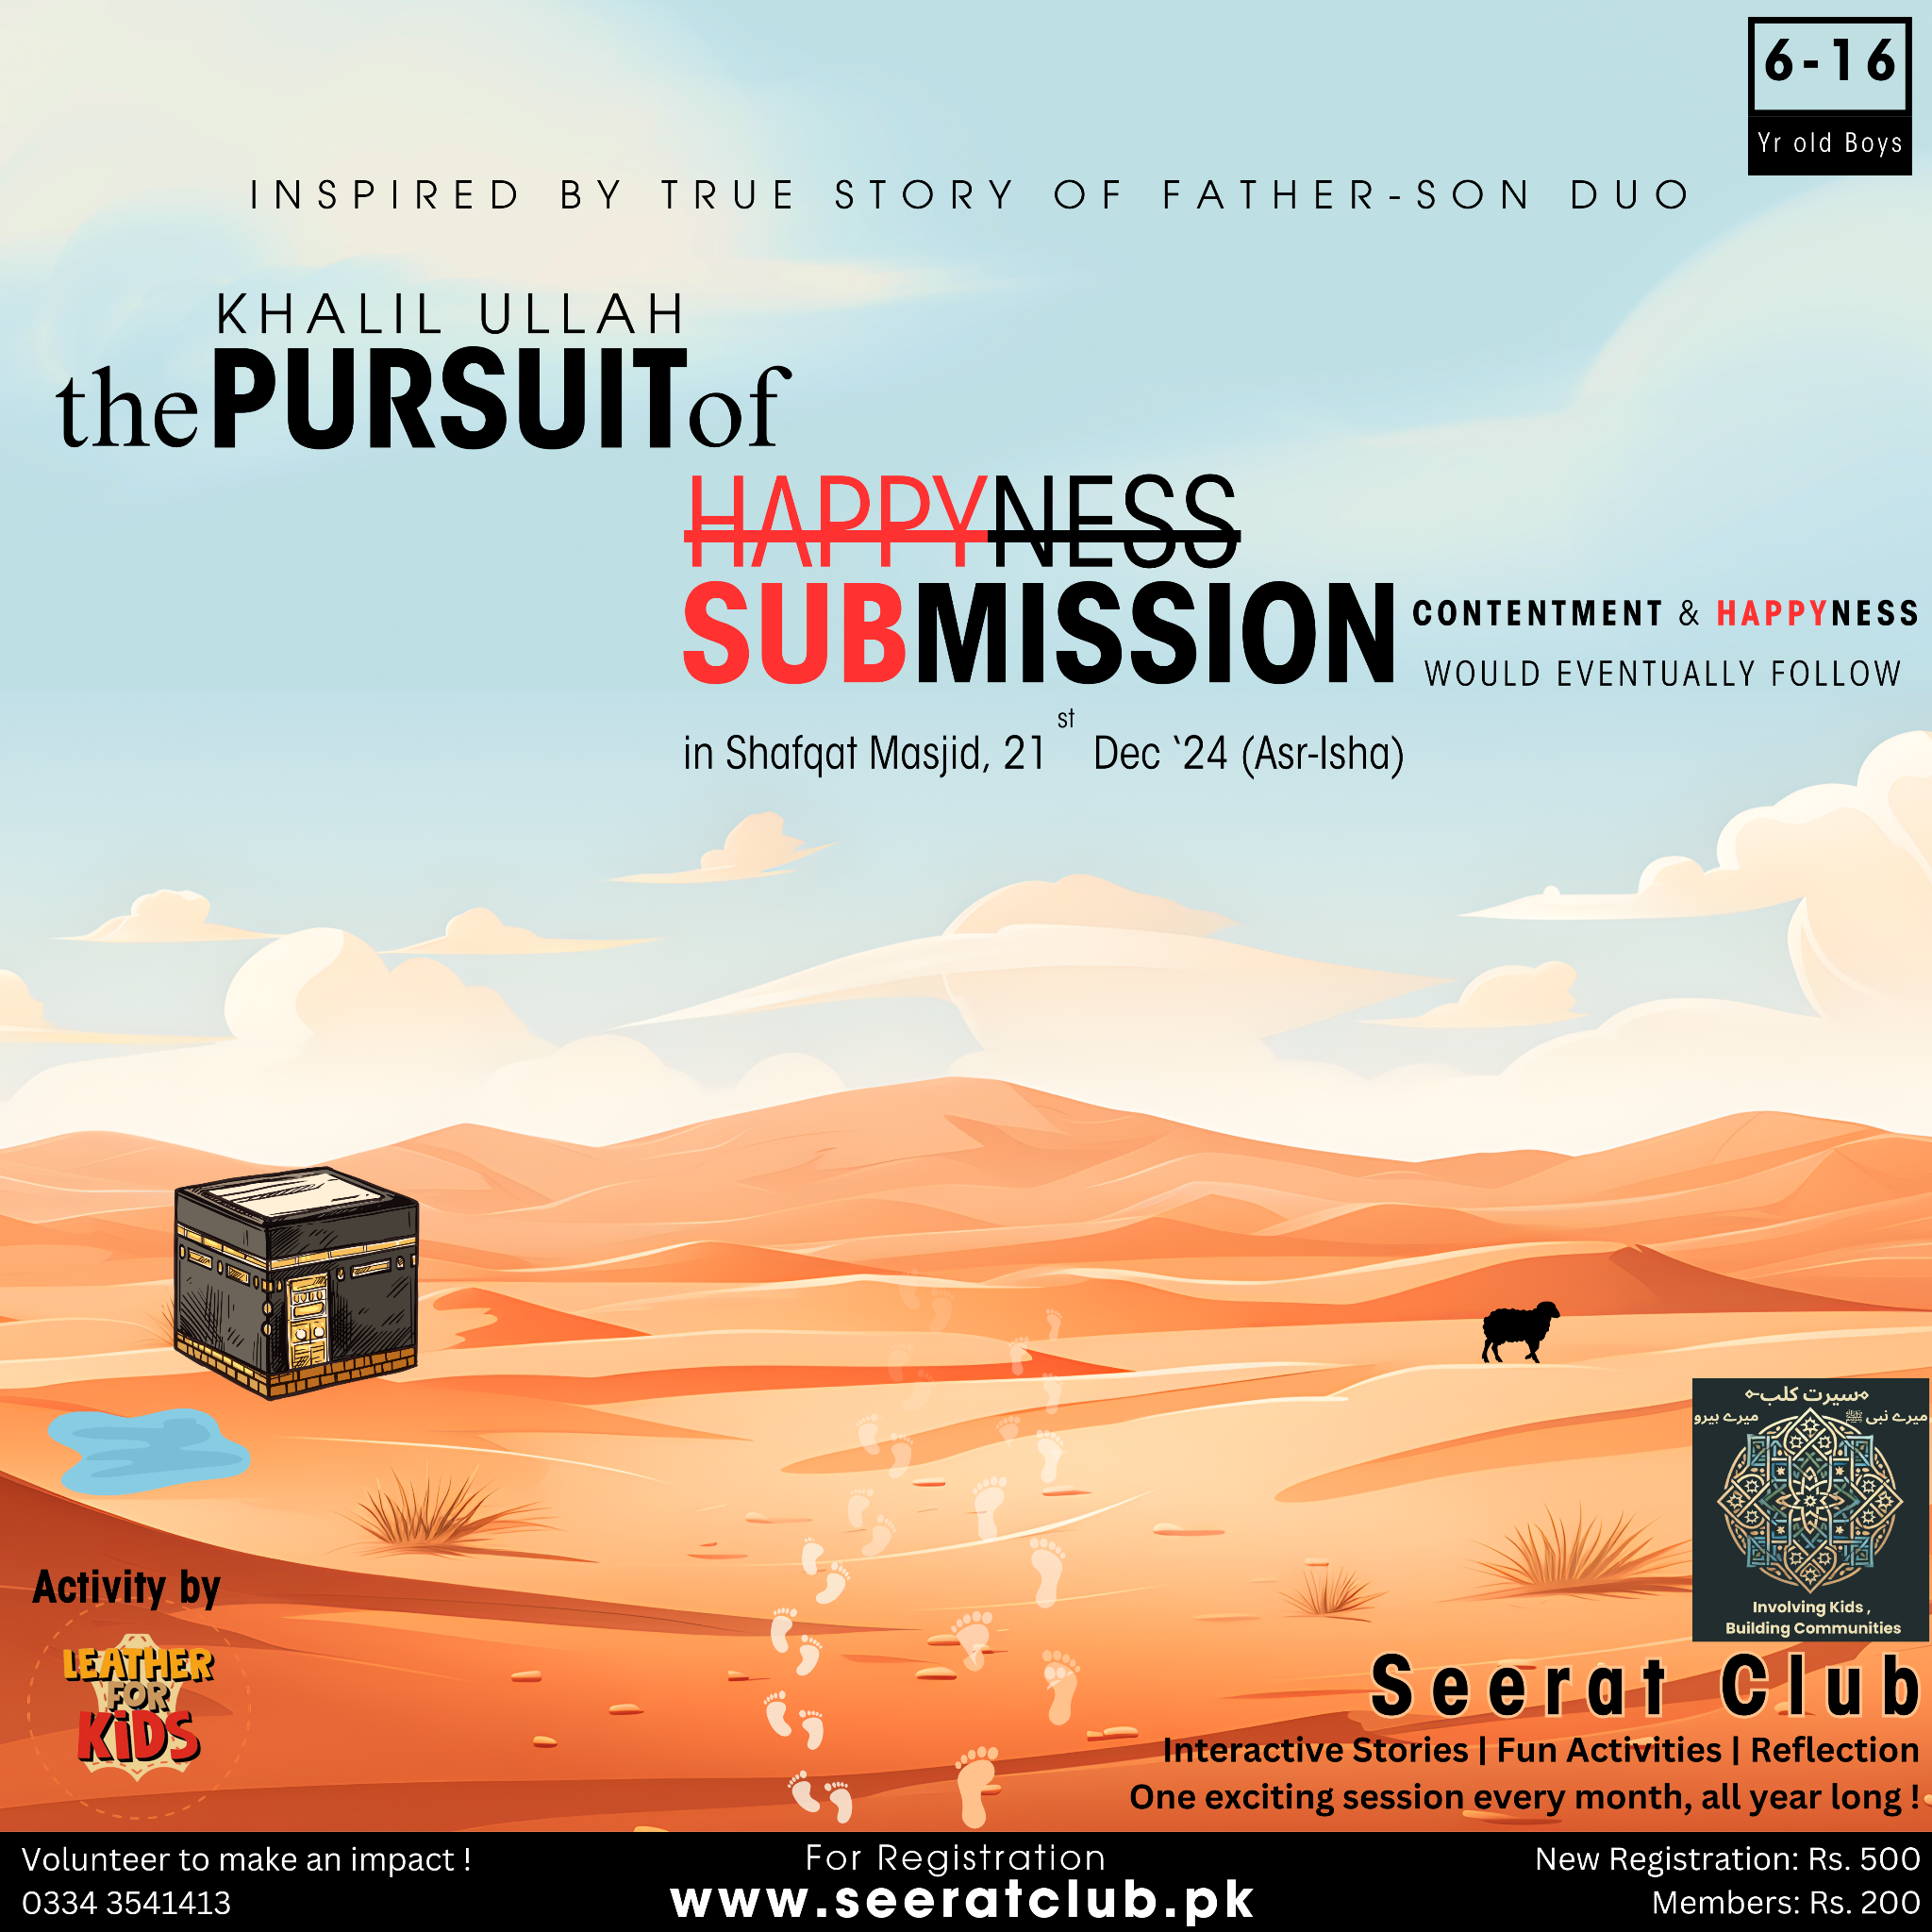 6-16
Yr old Boys
INSPIRED BY TRUE STORY OF FATHER-SON DUO
KHALIL ULLAH
the PURSUIT of
HAPPYNESS
SUBMISSION
CONTENTMENT & HAPPYNESS
WOULD EVENTUALLY FOLLOW
in Shafqat Masjid, 21st Dec ‘24 (Asr-Isha)
سیرت کلب
میرے نبی ﷺ میرے ہیرو
Involving Kids ,
Building Communities
Activity by
LEATHER
FOR
KiDS
Seerat Club
Interactive Stories | Fun Activities | Reflection
One exciting session every month, all year long !
Volunteer to make an impact !
0334 3541413
For Registration
www.seeratclub.pk
New Registration: Rs. 500
Members: Rs. 200